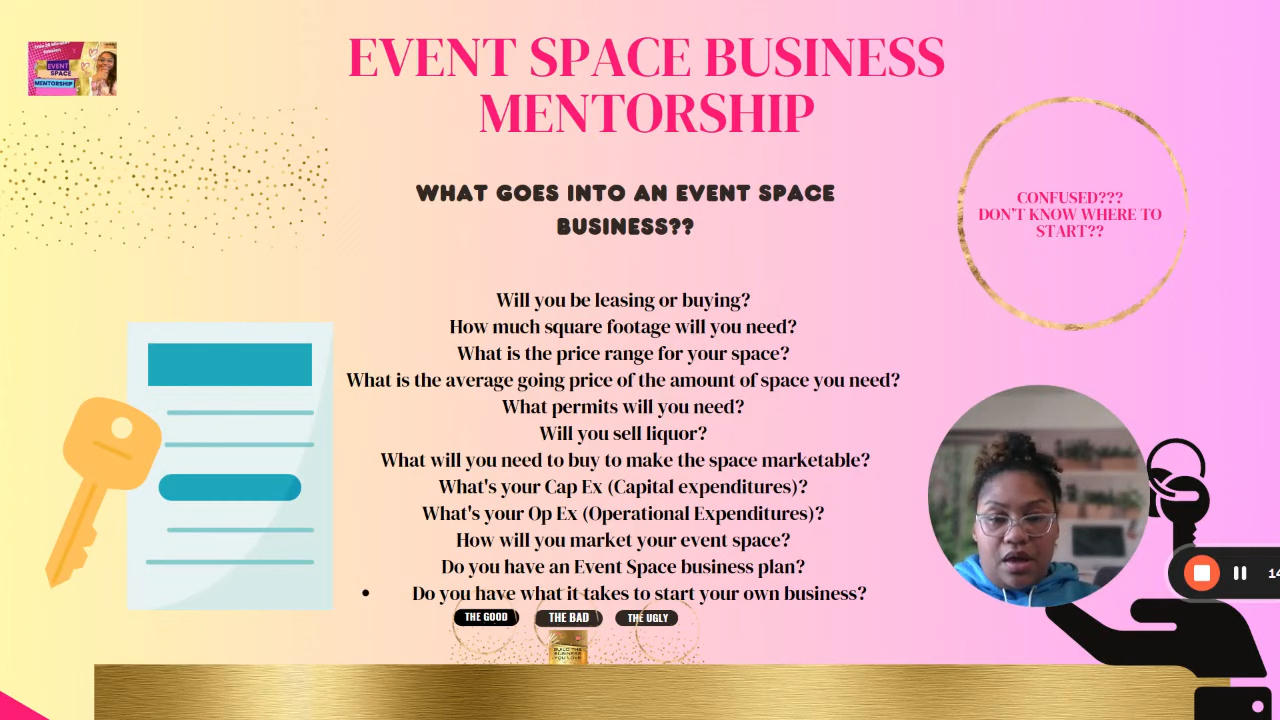 EVENT SPACE BUSINESS
MENTORSHIP
EVENT
SPACE
MENTORSHIP
WHAT GOES INTO AN EVENT SPACE
BUSINESS??
CONFUSED???
DON'T KNOW WHERE TO
START??
Will you be leasing or buying?
How much square footage will you need?
What is the price range for your space?
What is the average going price of the amount of space you need?
What permits will you need?
Will you sell liquor?
What will you need to buy to make the space marketable?
What's your Cap Ex (Capital expenditures)?
What's your Op Ex (Operational Expenditures)?
How will you market your event space?
Do you have an Event Space business plan?
• Do you have what it takes to start your own business?
THE GOOD THE BAD THE UGLY
BUILD THE
BUSINESS
YOU LOVE
14